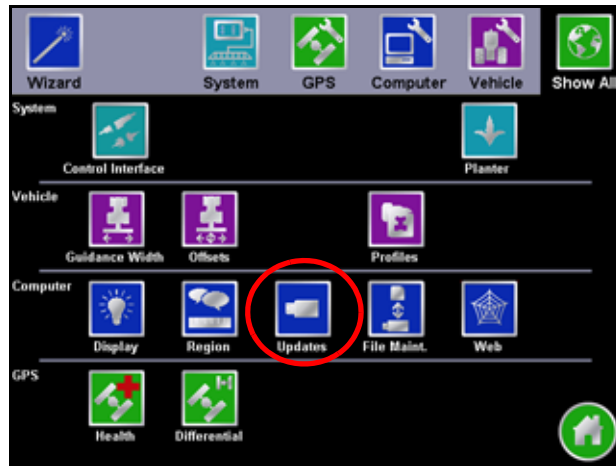 Wizard System GPS Computer Vehicle Show All
System
Control Interface Planter
Vehicle
Guidance Width Offsets Profiles
Computer
Display Region Updates File Maint. Web
GPS
Health Differential